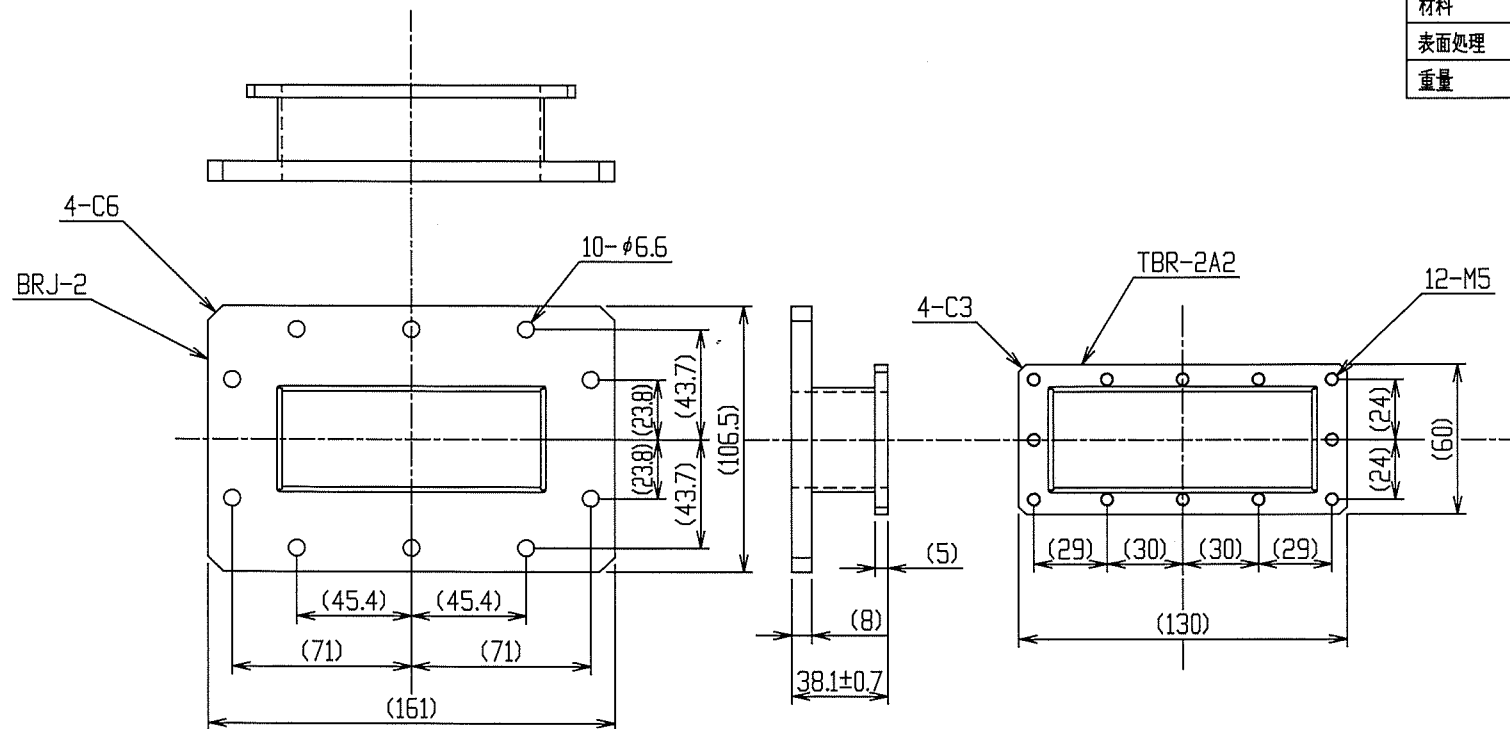 材料
表面処理
重量
4-C6
BRJ-2
10-φ6.6
(23.8)
(23.8)
(43.7)
(43.7)
(106.5)
(45.4)
(45.4)
(71)
(71)
(161)
(5)
(8)
38.1±0.7
4-C3
TBR-2A2
12-M5
(24)
(24)
(60)
(29)
(30)
(30)
(29)
(130)